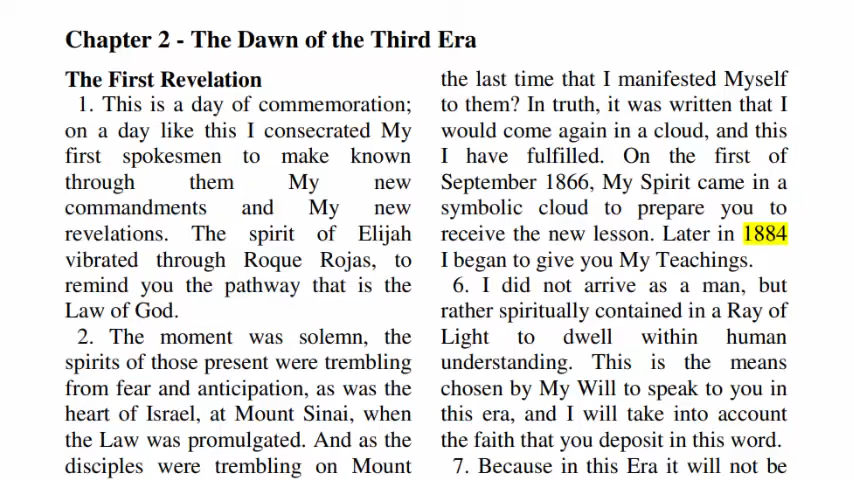 Chapter 2 - The Dawn of the Third Era
The First Revelation
1. This is a day of commemoration;
on a day like this I consecrated My
first spokesmen to make known
through them My new
commandments and My new
revelations. The spirit of Elijah
vibrated through Roque Rojas, to
remind you the pathway that is the
Law of God.
2. The moment was solemn, the
spirits of those present were trembling
from fear and anticipation, as was the
heart of Israel, at Mount Sinai, when
the Law was promulgated. And as the
disciples were trembling on Mount
the last time that I manifested Myself
to them? In truth, it was written that I
would come again in a cloud, and this
I have fulfilled. On the first of
September 1866, My Spirit came in a
symbolic cloud to prepare you to
receive the new lesson. Later in 1884
I began to give you My Teachings.
6. I did not arrive as a man, but
rather spiritually contained in a Ray of
Light to dwell within human
understanding. This is the means
chosen by My Will to speak to you in
this era, and I will take into account
the faith that you deposit in this word.
7. Because in this Era it will not be